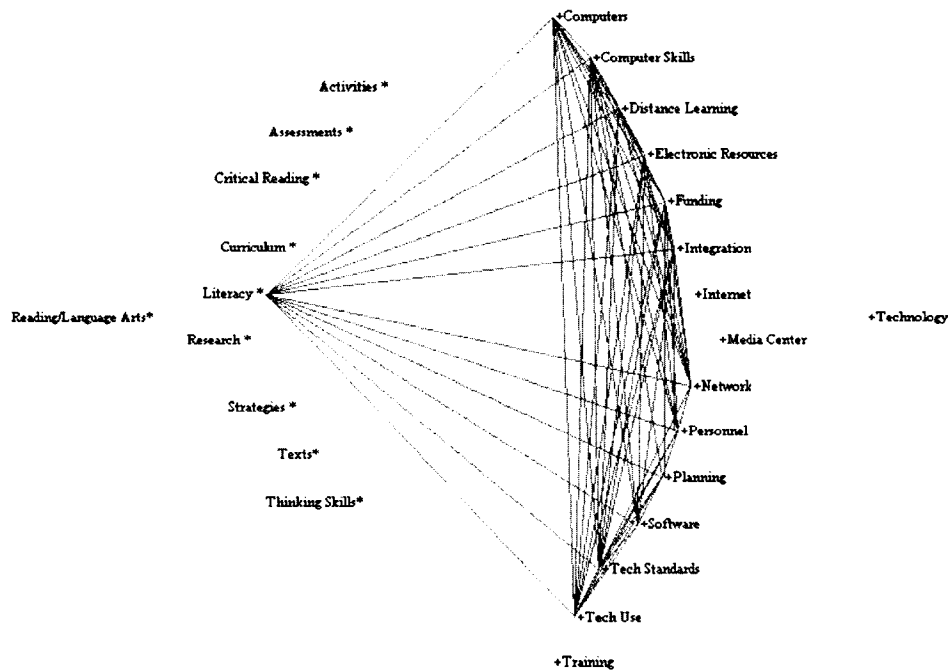 +Computers
+Computer Skills
Activities *
+Distance Learning
Assessments *
+Electronic Resources
Critical Reading *
+Funding
Curriculum *
+Integration
Literacy *
+Internet
Reading/Language Arts*
+Technology
Research *
+Media Center
+Network
Strategies *
+Personnel
Texts*
+Planning
Thinking Skills*
+Software
+Tech Standards
+Tech Use
+Training